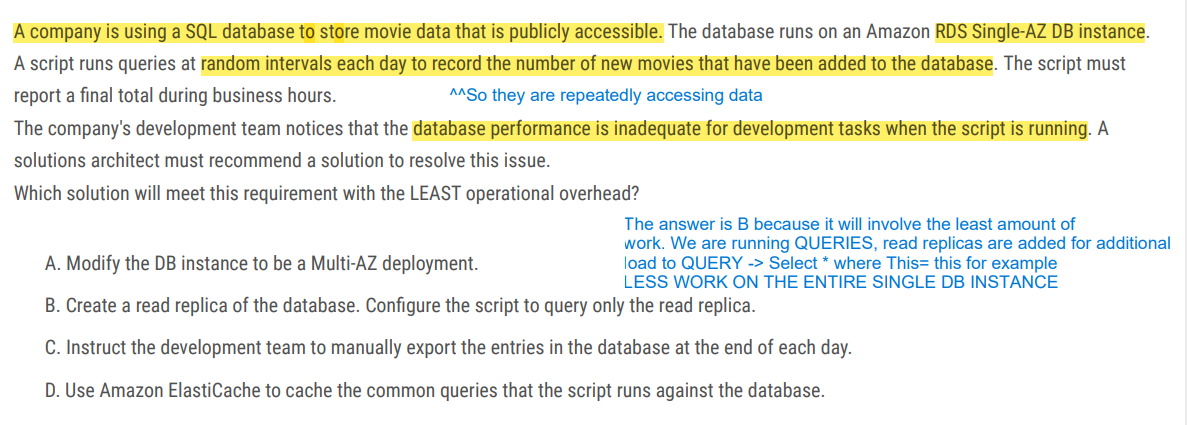 A company is using a SQL database to store movie data that is publicly accessible. The database runs on an Amazon RDS Single-AZ DB instance.
A script runs queries at random intervals each day to record the number of new movies that have been added to the database. The script must
report a final total during business hours.
^^So they are repeatedly accessing data
The company's development team notices that the database performance is inadequate for development tasks when the script is running. A
solutions architect must recommend a solution to resolve this issue.
Which solution will meet this requirement with the LEAST operational overhead?
The answer is B because it will involve the least amount of
work. We are running QUERIES, read replicas are added for additional
load to QUERY -> Select * where This= this for example
LESS WORK ON THE ENTIRE SINGLE DB INSTANCE
A. Modify the DB instance to be a Multi-AZ deployment.
B. Create a read replica of the database. Configure the script to query only the read replica.
C. Instruct the development team to manually export the entries in the database at the end of each day.
D. Use Amazon ElastiCache to cache the common queries that the script runs against the database.